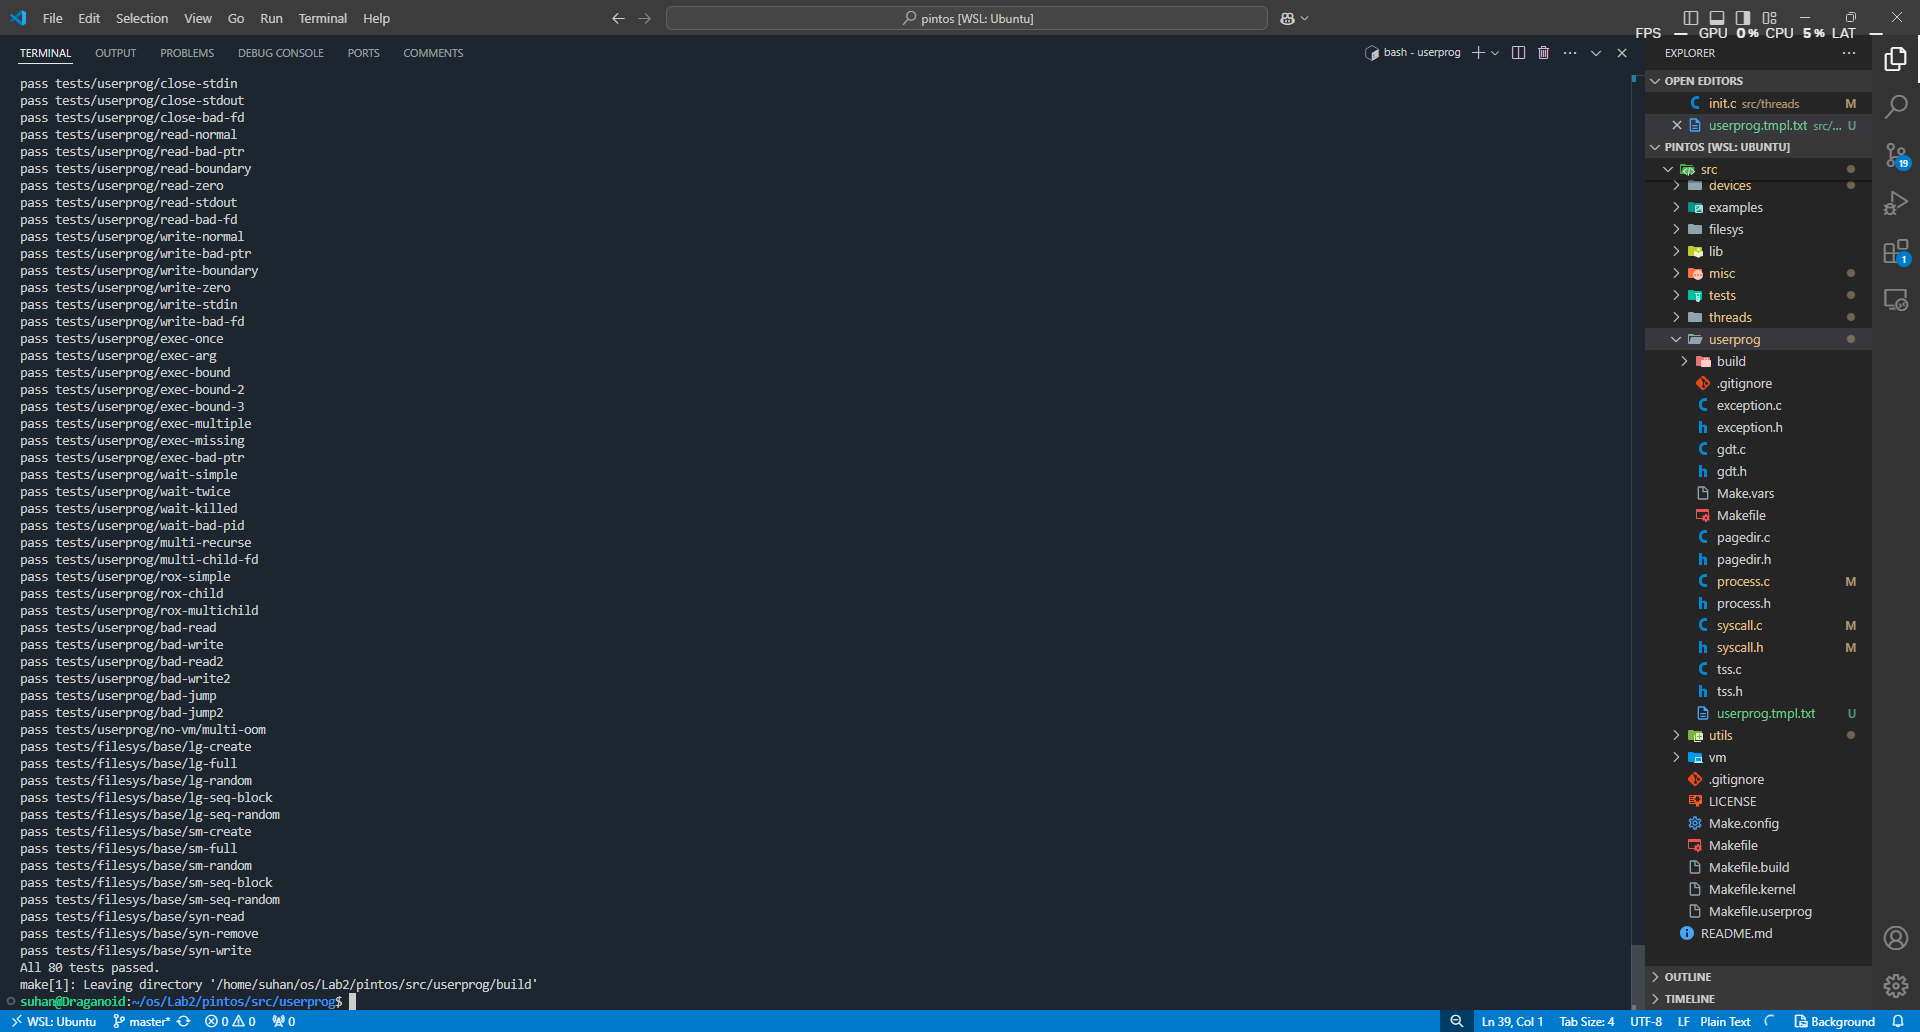 File Edit Selection View Go Run Terminal Help
pintos [WSL: Ubuntu]
FPS — GPU 0% CPU 5% LAT —
TERMINAL OUTPUT PROBLEMS DEBUG CONSOLE PORTS COMMENTS
bash - userprog
pass tests/userprog/close-stdin
pass tests/userprog/close-stdout
pass tests/userprog/close-bad-fd
pass tests/userprog/read-normal
pass tests/userprog/read-bad-ptr
pass tests/userprog/read-boundary
pass tests/userprog/read-zero
pass tests/userprog/read-stdout
pass tests/userprog/read-bad-fd
pass tests/userprog/write-normal
pass tests/userprog/write-bad-ptr
pass tests/userprog/write-boundary
pass tests/userprog/write-zero
pass tests/userprog/write-stdin
pass tests/userprog/write-bad-fd
pass tests/userprog/exec-once
pass tests/userprog/exec-arg
pass tests/userprog/exec-bound
pass tests/userprog/exec-bound-2
pass tests/userprog/exec-bound-3
pass tests/userprog/exec-multiple
pass tests/userprog/exec-missing
pass tests/userprog/exec-bad-ptr
pass tests/userprog/wait-simple
pass tests/userprog/wait-twice
pass tests/userprog/wait-killed
pass tests/userprog/wait-bad-pid
pass tests/userprog/multi-recurse
pass tests/userprog/multi-child-fd
pass tests/userprog/rox-simple
pass tests/userprog/rox-child
pass tests/userprog/rox-multichild
pass tests/userprog/bad-read
pass tests/userprog/bad-write
pass tests/userprog/bad-read2
pass tests/userprog/bad-write2
pass tests/userprog/bad-jump
pass tests/userprog/bad-jump2
pass tests/userprog/no-vm/multi-oom
pass tests/filesys/base/lg-create
pass tests/filesys/base/lg-full
pass tests/filesys/base/lg-random
pass tests/filesys/base/lg-seq-block
pass tests/filesys/base/lg-seq-random
pass tests/filesys/base/sm-create
pass tests/filesys/base/sm-full
pass tests/filesys/base/sm-random
pass tests/filesys/base/sm-seq-block
pass tests/filesys/base/sm-seq-random
pass tests/filesys/base/syn-read
pass tests/filesys/base/syn-remove
pass tests/filesys/base/syn-write
All 80 tests passed.
make[1]: Leaving directory '/home/suhan/os/Lab2/pintos/src/userprog/build'
suhan@Draganoid:~/os/Lab2/pintos/src/userprog$
EXPLORER
OPEN EDITORS
init.c src/threads M
userprog.tmpl.txt src/... U
PINTOS [WSL: UBUNTU]
src
devices
examples
filesys
lib
misc
tests
threads
userprog
build
.gitignore
exception.c
exception.h
gdt.c
gdt.h
Make.vars
Makefile
pagedir.c
pagedir.h
process.c M
process.h
syscall.c M
syscall.h M
tss.c
tss.h
userprog.tmpl.txt U
utils
vm
.gitignore
LICENSE
Make.config
Makefile
Makefile.build
Makefile.kernel
Makefile.userprog
README.md
OUTLINE
TIMELINE
19
1
WSL: Ubuntu master* 0 0 0
Ln 39, Col 1 Tab Size: 4 UTF-8 LF Plain Text Background